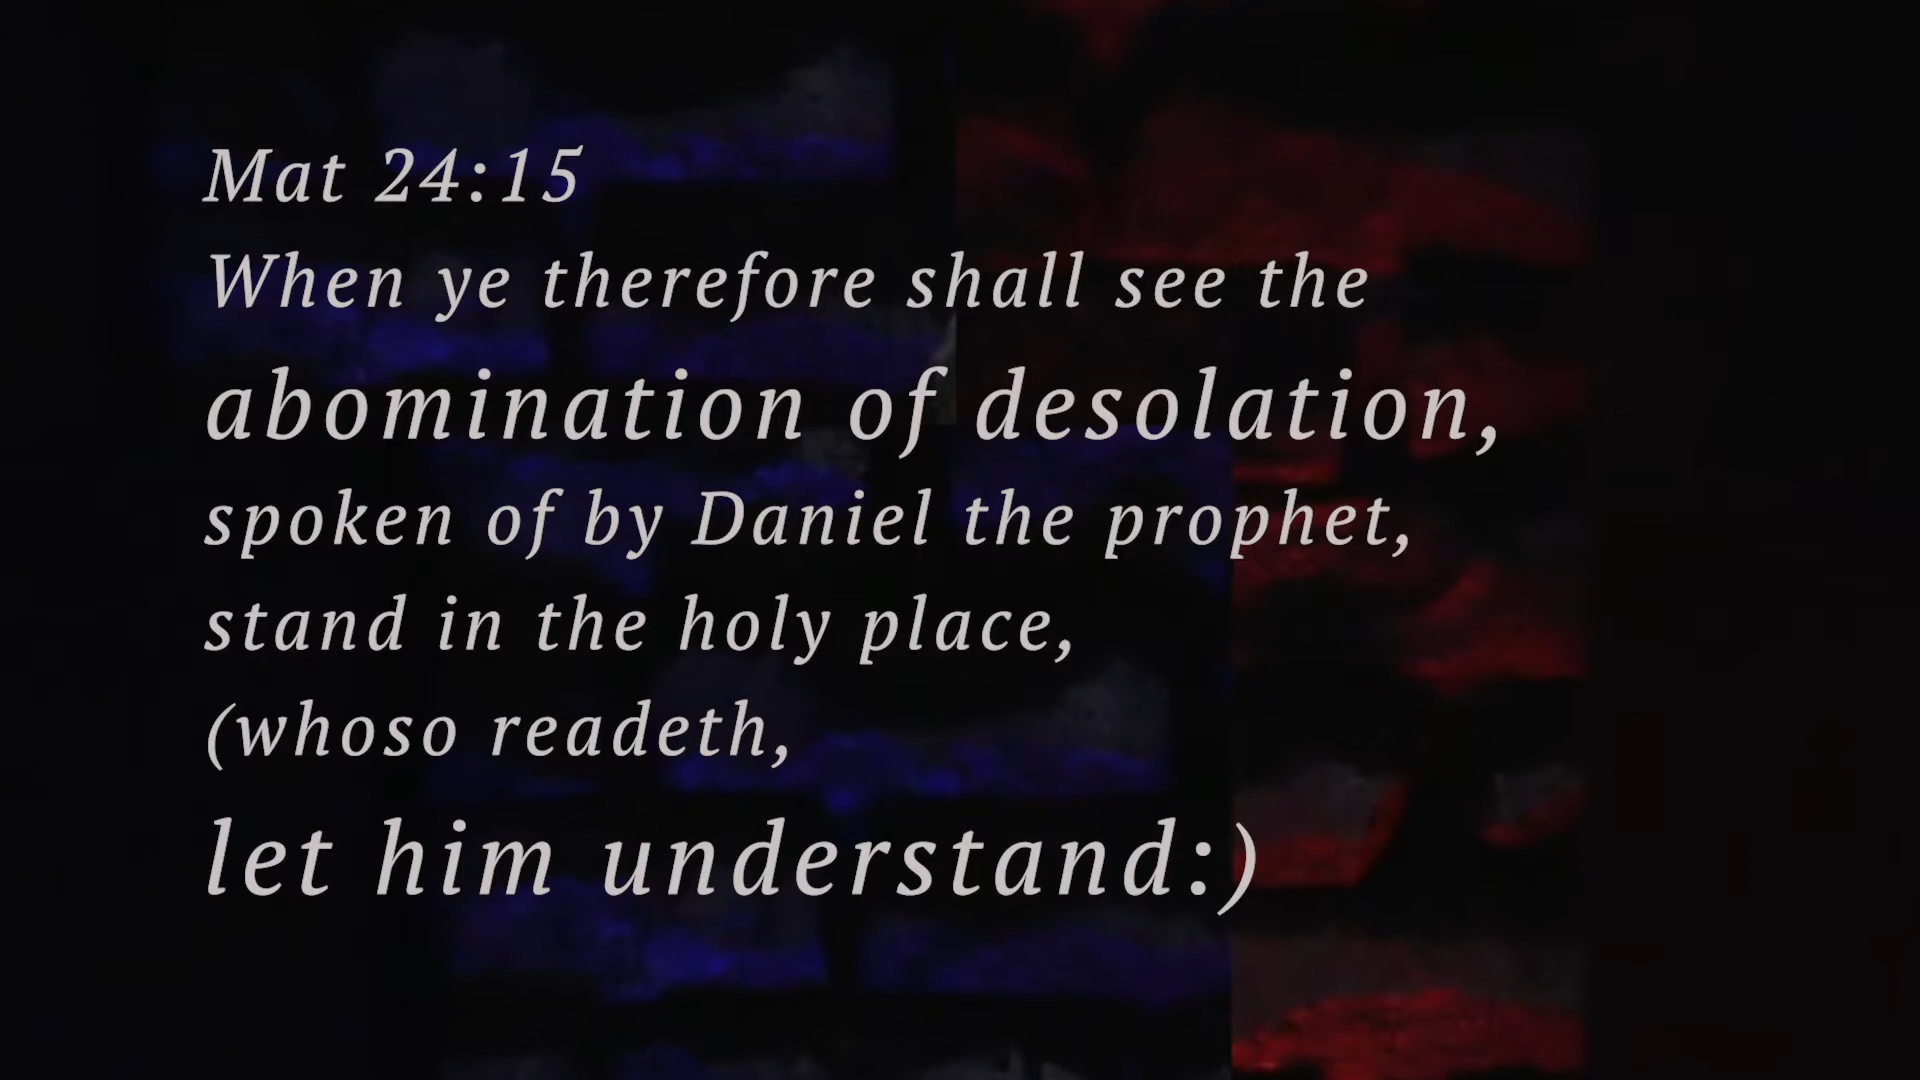 Mat 24:15
When ye therefore shall see the
abomination of desolation,
spoken of by Daniel the prophet,
stand in the holy place,
(whoso readeth,
let him understand:)